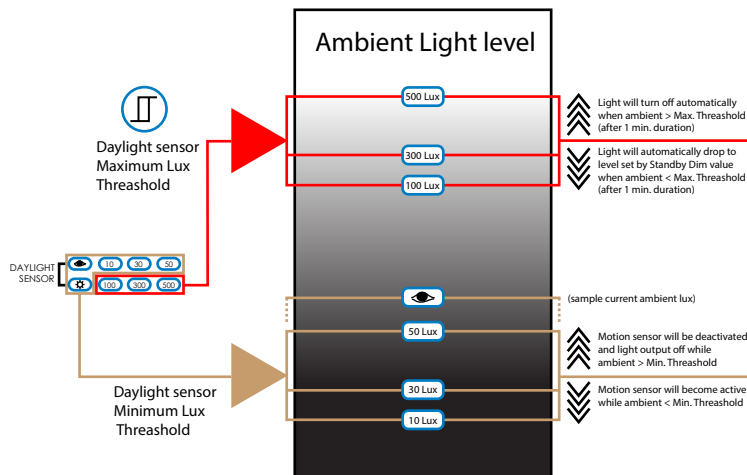 Ambient Light level
500 Lux
300 Lux
100 Lux
Daylight sensor
Maximum Lux
Threashold
Light will turn off automatically
when ambient > Max. Threshold
(after 1 min. duration)
Light will automatically drop to
level set by Standby Dim value
when ambient < Max. Threshold
(after 1 min. duration)
DAYLIGHT
SENSOR
10 30 50
100 300 500
(sample current ambient lux)
50 Lux
30 Lux
10 Lux
Daylight sensor
Minimum Lux
Threashold
Motion sensor will be deactivated
and light output off while
ambient > Min. Threshold
Motion sensor will become active
while ambient < Min. Threshold